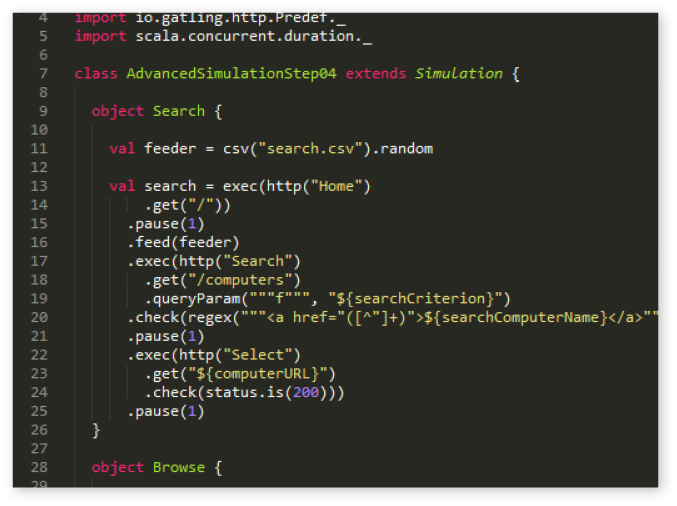 4 import io.gatling.http.Predef._
5 import scala.concurrent.duration._
6
7 class AdvancedSimulationStep04 extends Simulation {
8
9 object Search {
10
11 val feeder = csv("search.csv").random
12
13 val search = exec(http("Home")
14 .get("/"))
15 .pause(1)
16 .feed(feeder)
17 .exec(http("Search")
18 .get("/computers")
19 .queryParam("""f""", "${searchCriterion}")
20 .check(regex("""<a href="([^"]+)">${searchComputerName}</a>""
21 .pause(1)
22 .exec(http("Select")
23 .get("${computerURL}")
24 .check(status.is(200)))
25 .pause(1)
26 }
27
28 object Browse {
29